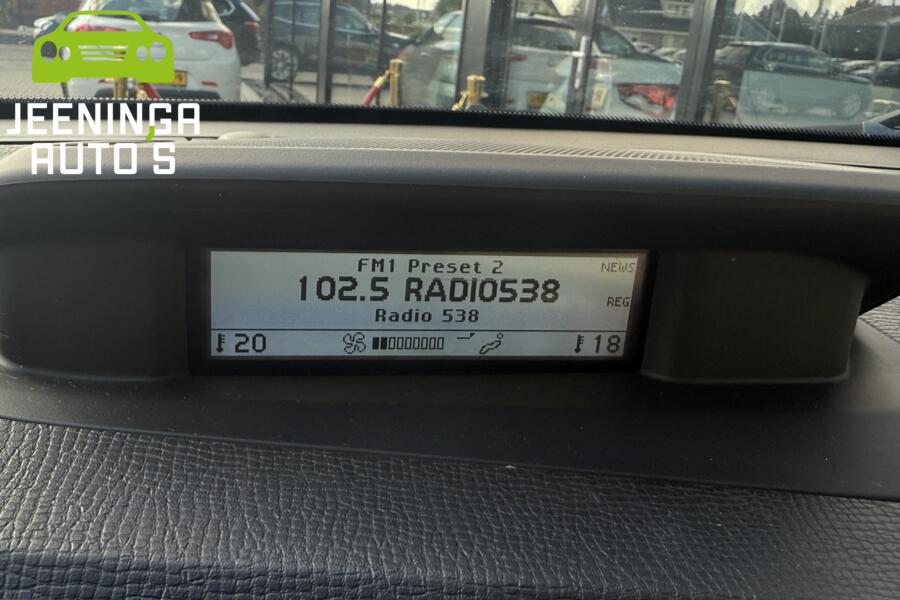 JEENINGA
AUTO'S
FM1 Preset 2
NEWS
102.5 RADIO538
REG
Radio 538
20
18